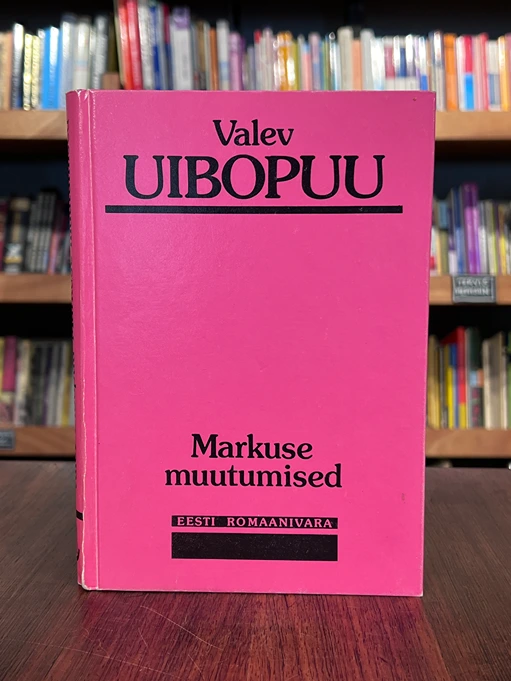 Valev
UIBOPUU
Markuse
muutumised
EESTI ROMAANIVARA